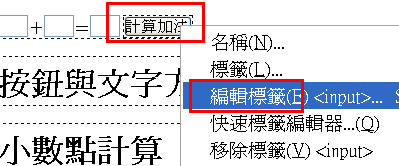 + = 計算加法
名稱(N)...
標籤(L)...
編輯標籤(E) <input>...
快速標籤編輯器...(Q)
移除標籤(V) <input>
按鈕與文字
小數點計算